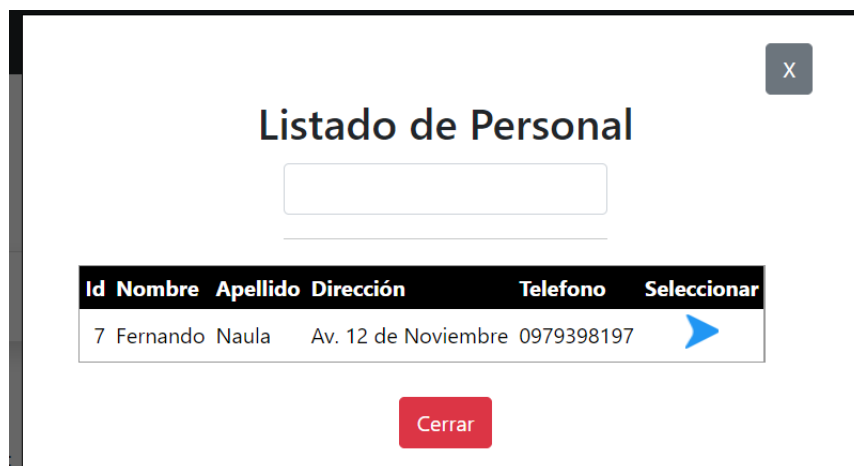 X
Listado de Personal
Id Nombre Apellido Dirección Telefono Seleccionar
7 Fernando Naula Av. 12 de Noviembre 0979398197
Cerrar